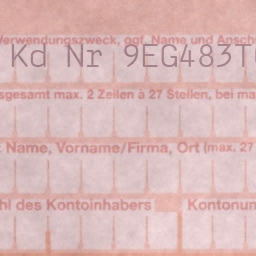 Verwendungszweck, ggf. Name und Ansch
Kd Nr 9EG483T
insgesamt max. 2 Zeilen à 27 Stellen, bei ma
: Name, Vorname/Firma, Ort (max. 27
hl des Kontoinhabers Kontonum